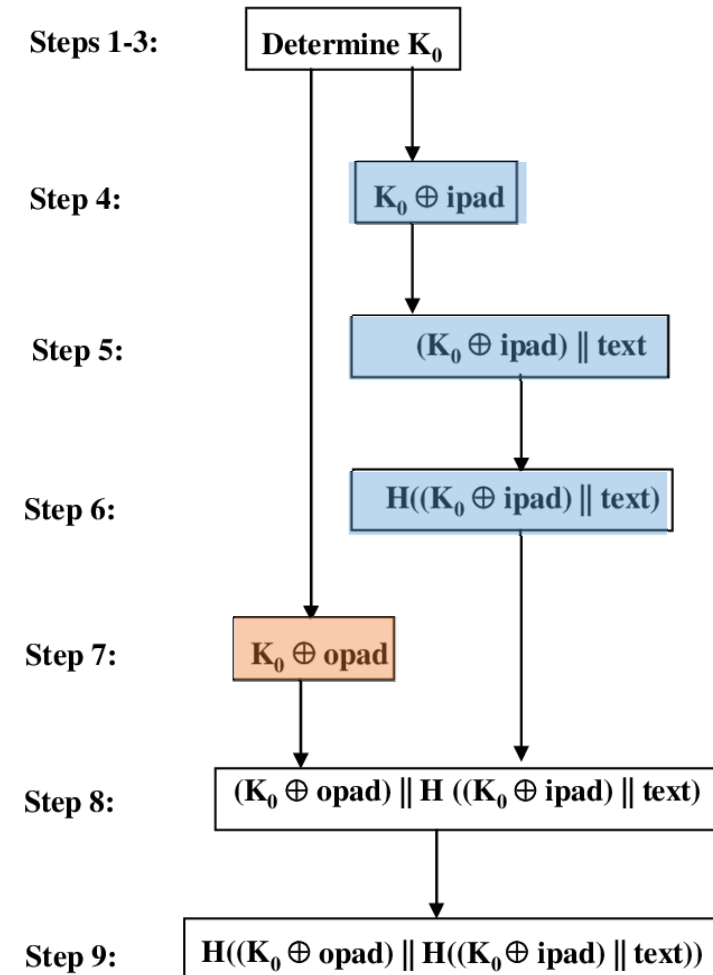 Steps 1-3: Determine K₀
Step 4: K₀ ⊕ ipad
Step 5: (K₀ ⊕ ipad) || text
Step 6: H((K₀ ⊕ ipad) || text)
Step 7: K₀ ⊕ opad
Step 8: (K₀ ⊕ opad) || H ((K₀ ⊕ ipad) || text)
Step 9: H((K₀ ⊕ opad) || H((K₀ ⊕ ipad) || text))